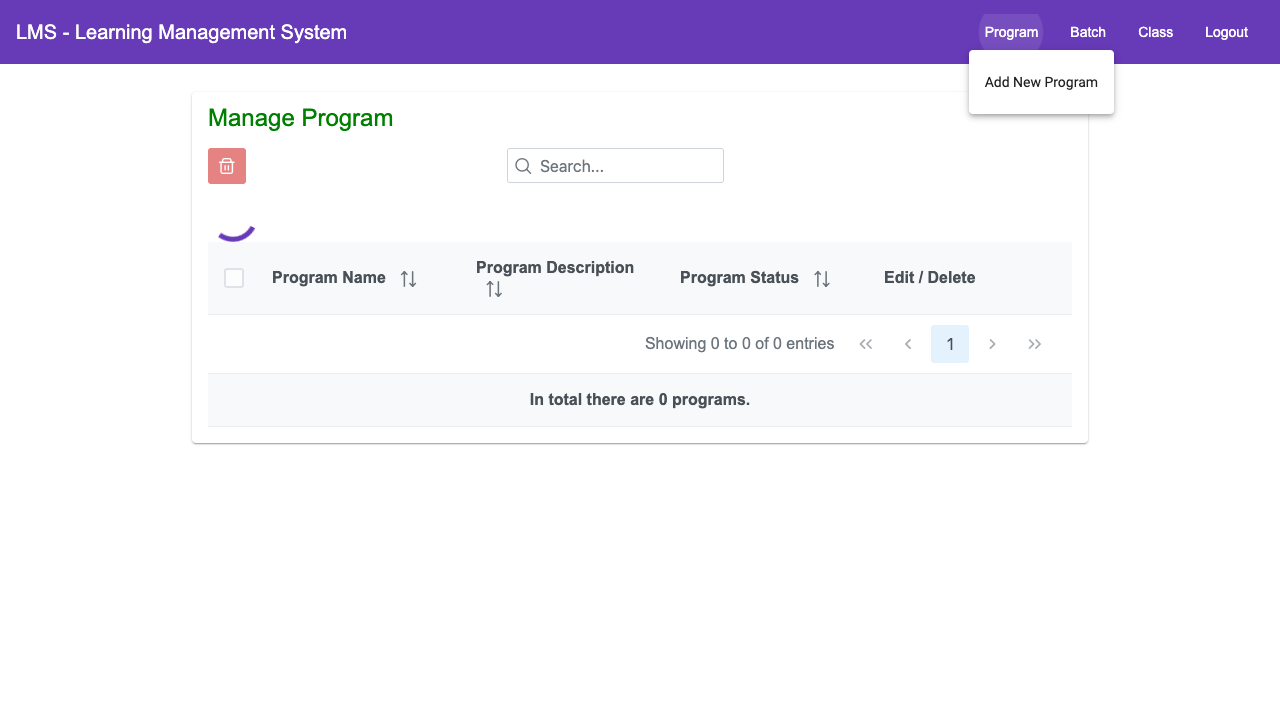 LMS - Learning Management System
Program Batch Class Logout
Add New Program
Manage Program
Search...
Program Name Program Description Program Status Edit / Delete
Showing 0 to 0 of 0 entries 1
In total there are 0 programs.